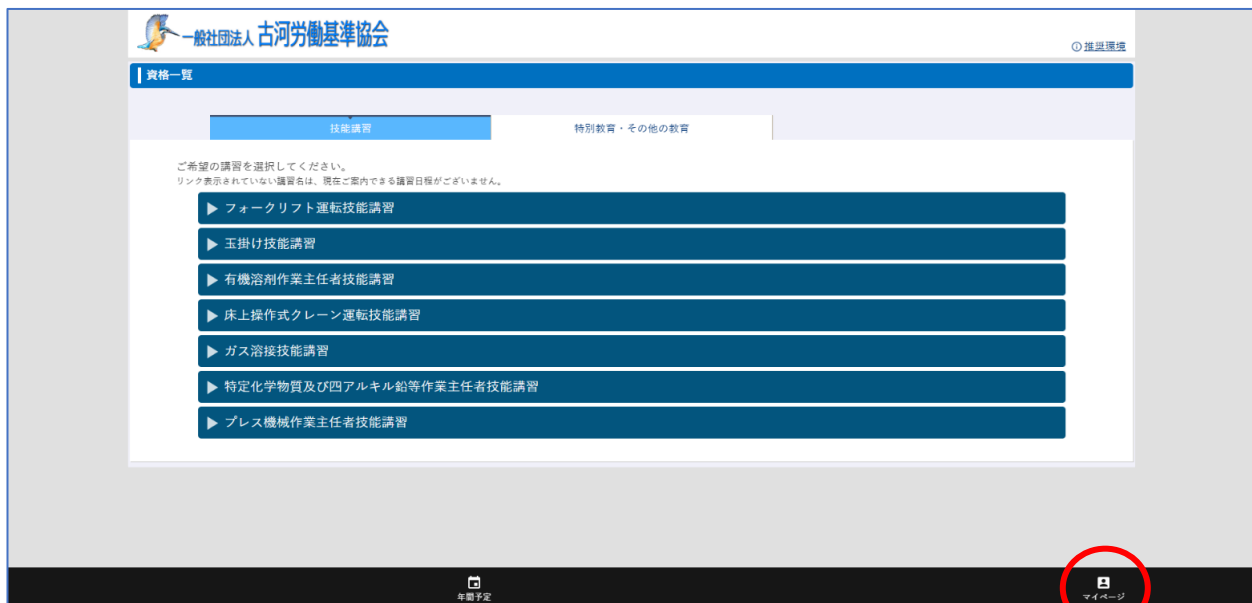 一般社団法人 古河労働基準協会
推奨環境
資格一覧
技能講習
特別教育・その他の教育
ご希望の講習を選択してください。
リンク表示されていない講習名は、現在ご案内できる講習日程がございません。
▶ フォークリフト運転技能講習
▶ 玉掛け技能講習
▶ 有機溶剤作業主任者技能講習
▶ 床上操作式クレーン運転技能講習
▶ ガス溶接技能講習
▶ 特定化学物質及び四アルキル鉛等作業主任者技能講習
▶ プレス機械作業主任者技能講習
年間予定
マイページ